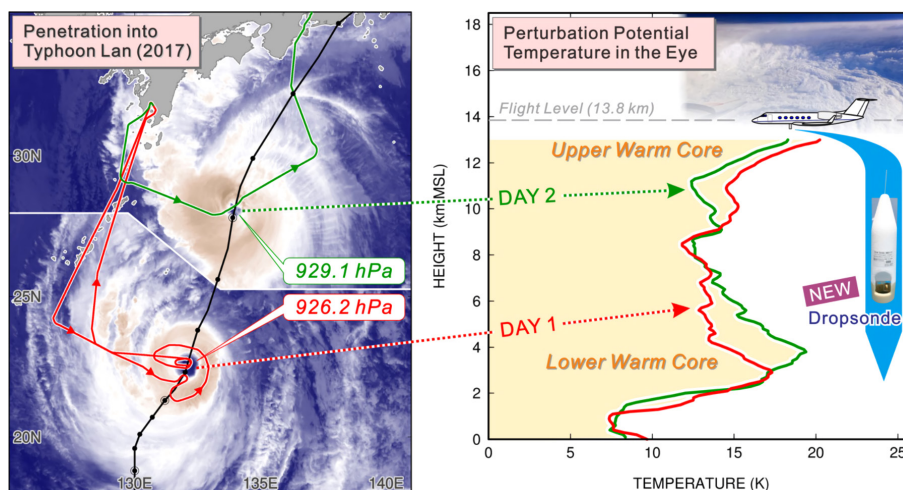 Penetration into
Typhoon Lan (2017)
30N
25N
20N
130E
135E
140E
929.1 hPa
926.2 hPa
DAY 2
DAY 1
Perturbation Potential
Temperature in the Eye
Flight Level (13.8 km)
Upper Warm Core
Lower Warm Core
NEW
Dropsonde
HEIGHT (km MSL)
18
16
14
12
10
8
6
4
2
0
0
5
10
15
20
25
TEMPERATURE (K)